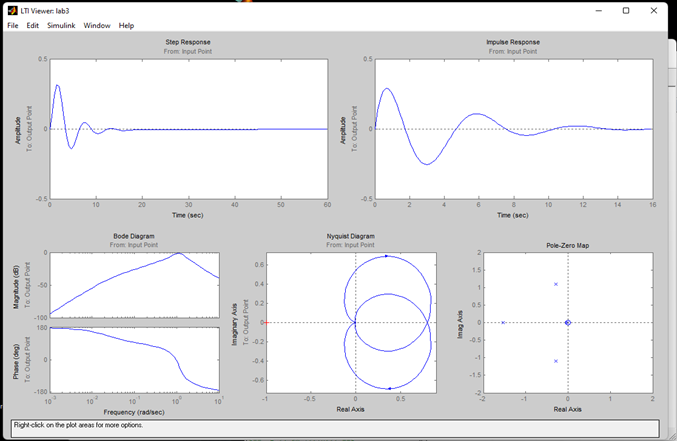 LTI Viewer: lab3
File Edit Simulink Window Help
Step Response
From: Input Point
Amplitude
To: Output Point
0.5
0
-0.5
0 10 20 30 40 50 60
Time (sec)
Impulse Response
From: Input Point
Amplitude
To: Output Point
0.5
0
-0.5
0 2 4 6 8 10 12 14 16
Time (sec)
Bode Diagram
From: Input Point
Magnitude (dB)
To: Output Point
0
-50
-100
Phase (deg)
To: Output Point
180
0
-180
10^-3 10^-2 10^-1 10^0 10^1
Frequency (rad/sec)
Nyquist Diagram
From: Input Point
Imaginary Axis
To: Output Point
0.6
0.4
0.2
0
-0.2
-0.4
-0.6
-1 -0.5 0 0.5
Real Axis
Pole-Zero Map
Imag Axis
2
1.5
1
0.5
0
-0.5
-1
-1.5
-2
-2 -1 0 1 2
Real Axis
Right-click on the plot areas for more options.